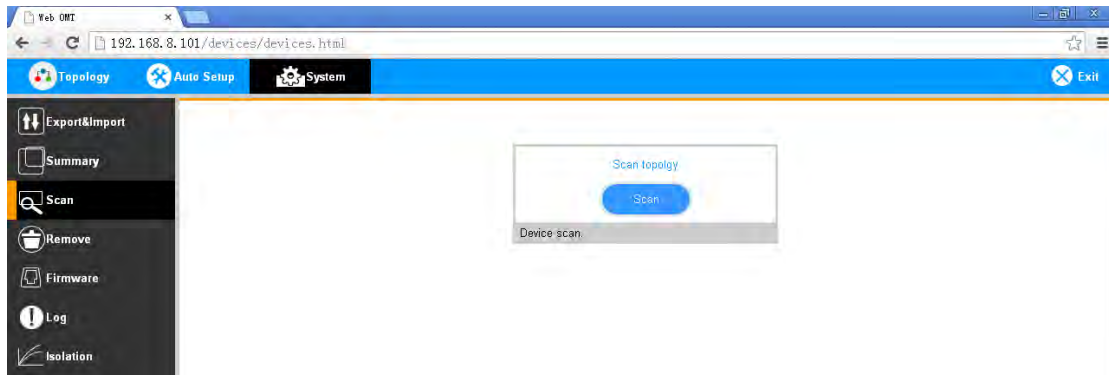 Web OMT
192.168.8.101/devices/devices.html
Topology Auto Setup System Exit
Export&Import
Summary
Scan
Remove
Firmware
Log
Isolation
Scan topolgy
Scan
Device scan.